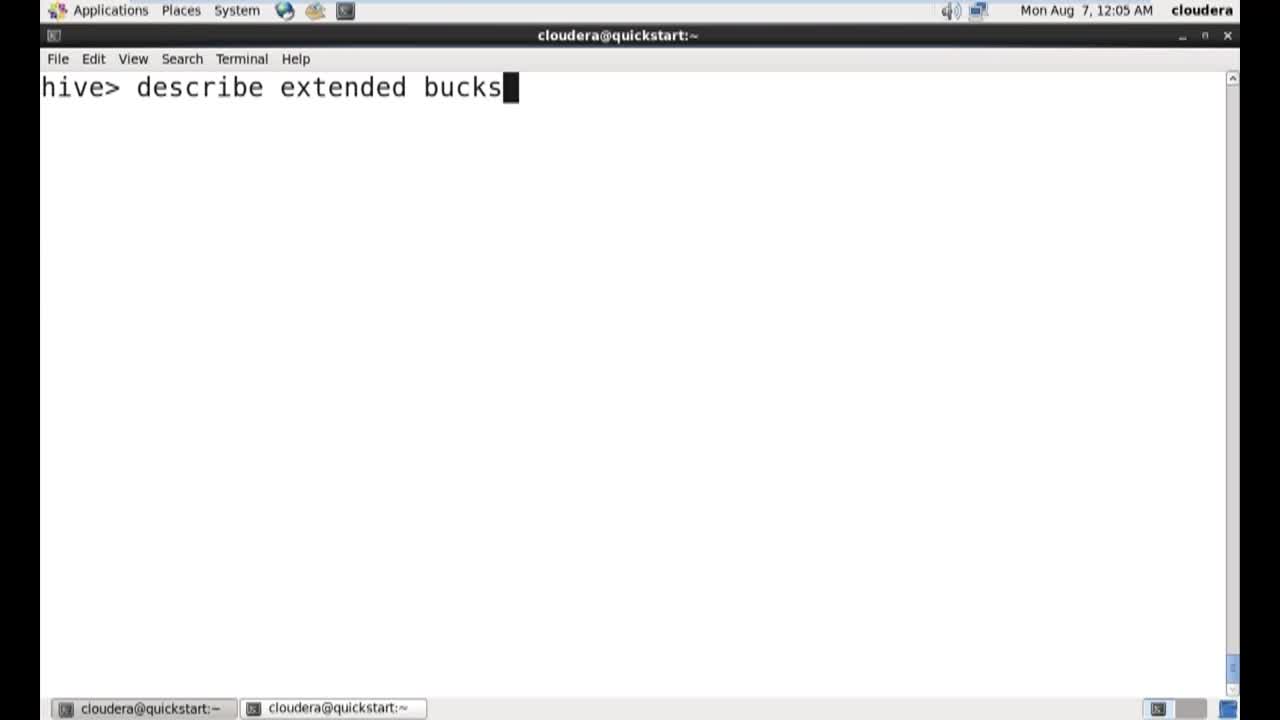 Applications Places System Mon Aug 7, 12:05 AM cloudera
cloudera@quickstart:~
File Edit View Search Terminal Help
hive> describe extended bucks
cloudera@quickstart:~ cloudera@quickstart:~